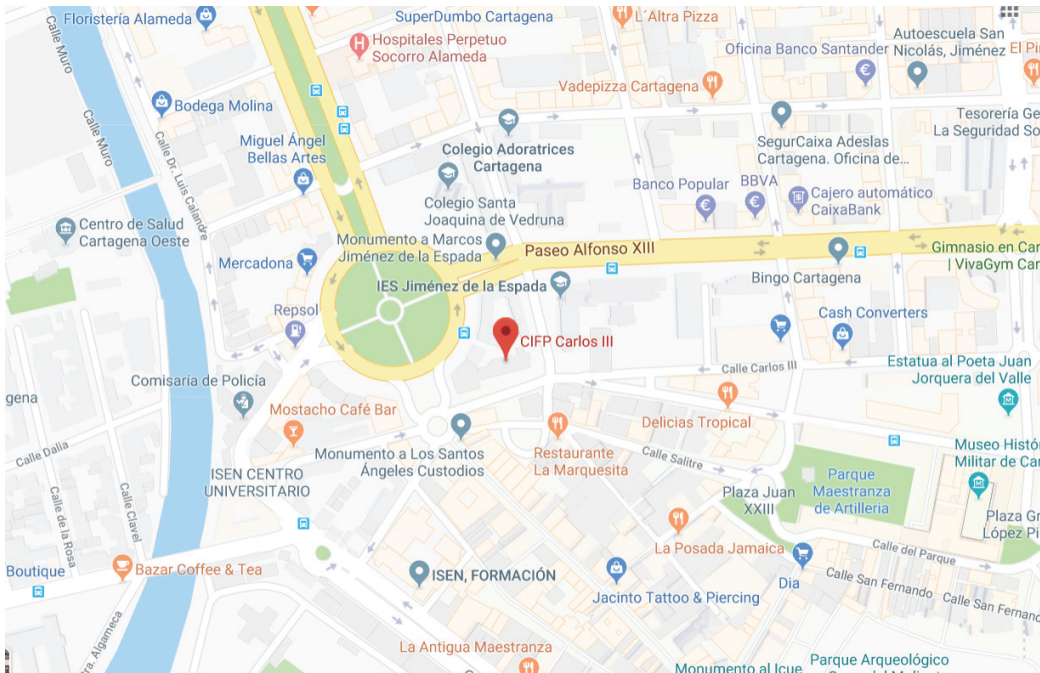 Floristería Alameda
SuperDumbo Cartagena
L´Altra Pizza
Calle Muro
Hospitales Perpetuo
Socorro Alameda
Oficina Banco Santander
Autoescuela San
Nicolás, Jiménez
El Pi
Vadepizza Cartagena
Bodega Molina
Calle Muro
Calle Dr. Luis Calandre
Miguel Ángel
Bellas Artes
Colegio Adoratrices
Cartagena
SegurCaixa Adeslas
Cartagena. Oficina de...
Tesorería Ge
La Seguridad So
Colegio Santa
Joaquina de Vedruna
Banco Popular
BBVA
Cajero automático
CaixaBank
Centro de Salud
Cartagena Oeste
Mercadona
Monumento a Marcos
Jiménez de la Espada
Paseo Alfonso XIII
Bingo Cartagena
Gimnasio en Car
| VivaGym Car
IES Jiménez de la Espada
Repsol
Cash Converters
CIFP Carlos III
Calle Carlos III
Estatua al Poeta Juan
Jorquera del Valle
Comisaría de Policía
gena
Mostacho Café Bar
Delicias Tropical
Calle Dalia
Monumento a Los Santos
Ángeles Custodios
Restaurante
La Marquesita
Calle Salitre
Museo Histó
Militar de Car
ISEN CENTRO
UNIVERSITARIO
Parque
Maestranza
de Artilleria
Plaza Juan
XXIII
Calle de la Rosa
Calle Clavel
Plaza Gr
López Pi
La Posada Jamaica
Calle del Parque
Boutique
Bazar Coffee & Tea
ISEN, FORMACIÓN
Dia
Calle San Fernando
Calle San Fernand
Jacinto Tattoo & Piercing
ra. Algameca
La Antigua Maestranza
Monumento al Icue
Parque Arqueológico